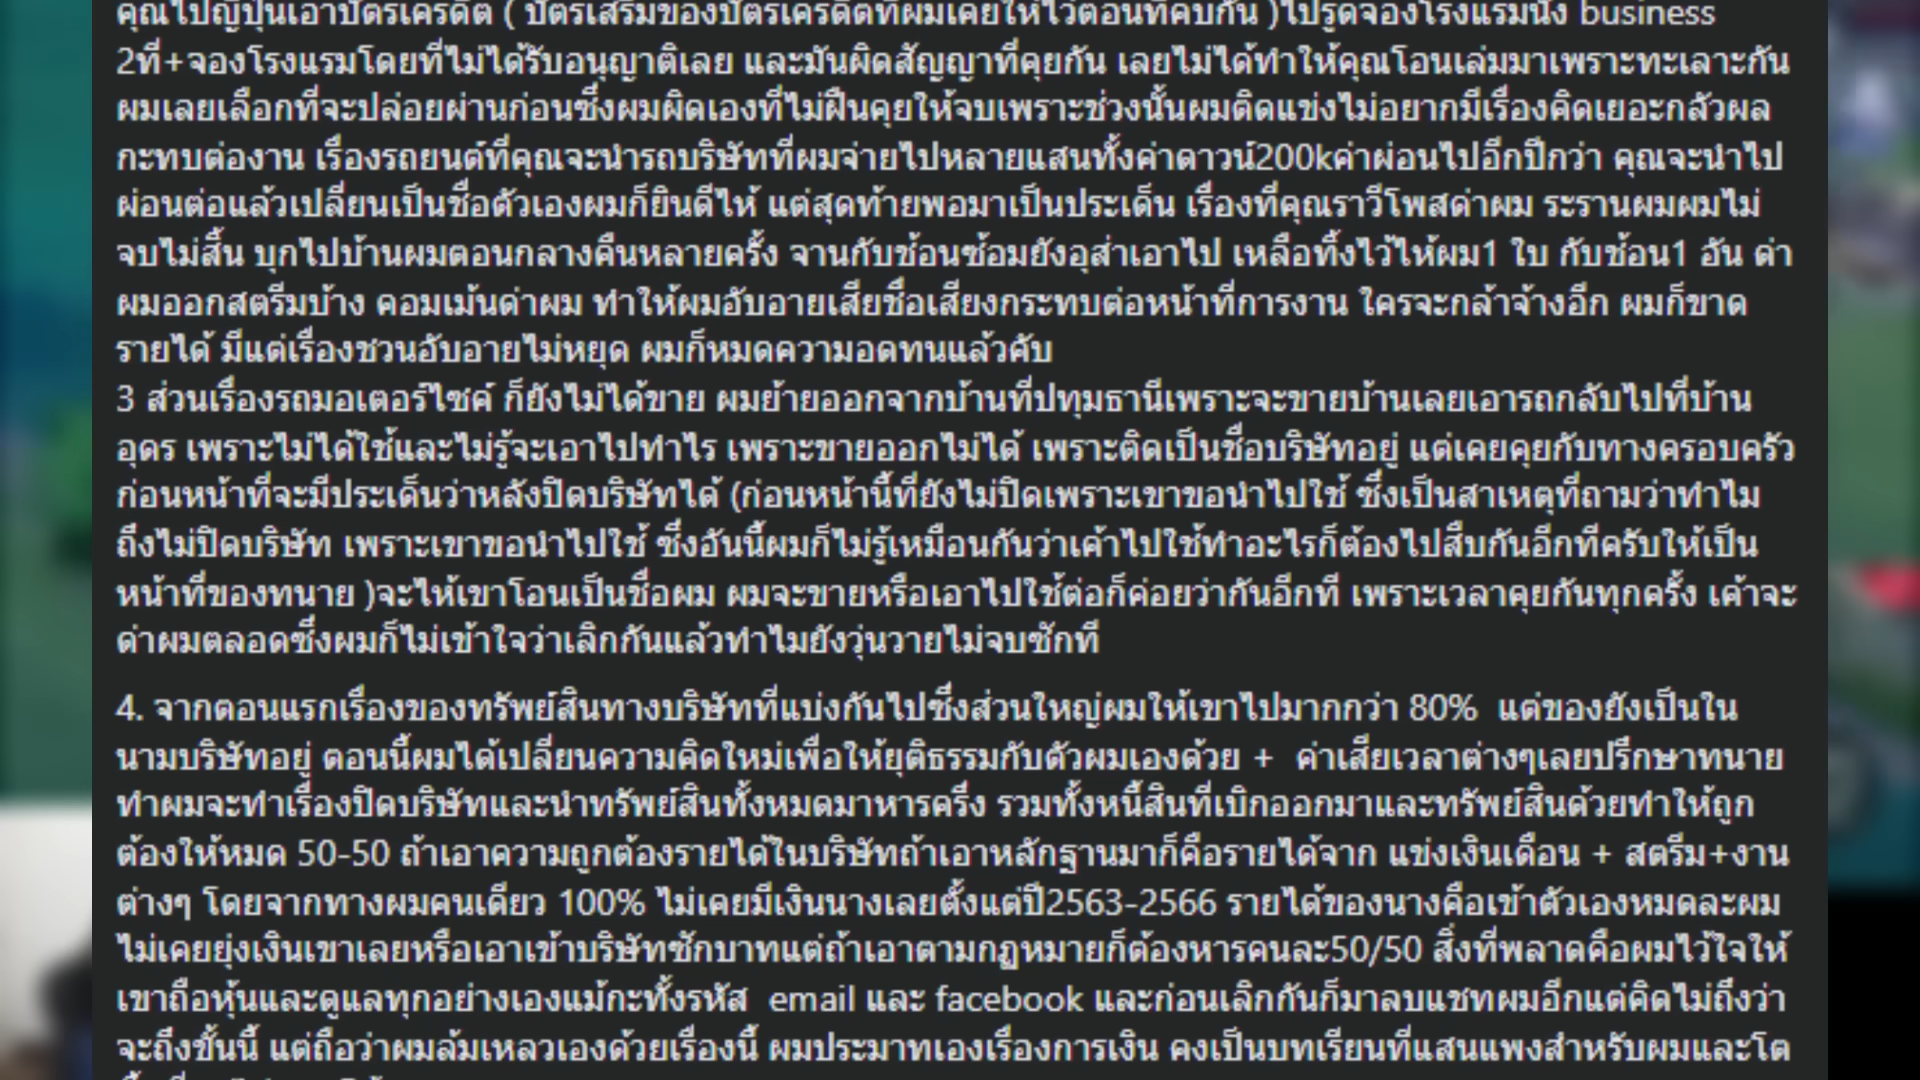 คุณไปญี่ปุ่นเอาบัตรเครดิต ( บัตรเสริมของบัตรเครดิตที่ผมเคยให้ไว้ตอนที่คบกัน )ไปรูดจองโรงแรมนั่ง business
2ที่+จองโรงแรมโดยที่ไม่ได้รับอนุญาติเลย และมันผิดสัญญาที่คุยกัน เลยไม่ได้ทำให้คุณโอนเล่มมาเพราะทะเลาะกัน
ผมเลยเลือกที่จะปล่อยผ่านก่อนซึ่งผมผิดเองที่ไม่ฝืนคุยให้จบเพราะช่วงนั้นผมติดแข่งไม่อยากมีเรื่องคิดเยอะกลัวผล
กะทบต่องาน เรื่องรถยนต์ที่คุณจะนำรถบริษัทที่ผมจ่ายไปหลายแสนทั้งค่าดาวน์200kค่าผ่อนไปอีกปีกว่า คุณจะนำไป
ผ่อนต่อแล้วเปลี่ยนเป็นชื่อตัวเองผมก็ยินดีไห้ แต่สุดท้ายพอมาเป็นประเด็น เรื่องที่คุณราวีโพสด่าผม ระรานผมผมไม่
จบไม่สิ้น บุกไปบ้านผมตอนกลางคืนหลายครั้ง จานกับช้อนซ้อมยังอุส่าเอาไป เหลือทิ้งไว้ไห้ผม1 ใบ กับช้อน1 อัน ด่า
ผมออกสตรีมบ้าง คอมเม้นด่าผม ทำให้ผมอับอายเสียชื่อเสียงกระทบต่อหน้าที่การงาน ใครจะกล้าจ้างอีก ผมก็ขาด
รายได้ มีแต่เรื่องชวนอับอายไม่หยุด ผมก็หมดความอดทนแล้วคับ
3 ส่วนเรื่องรถมอเตอร์ไซค์ ก็ยังไม่ได้ขาย ผมย้ายออกจากบ้านที่ปทุมธานีเพราะจะขายบ้านเลยเอารถกลับไปที่บ้าน
อุดร เพราะไม่ได้ใช้และไม่รู้จะเอาไปทำไร เพราะขายออกไม่ได้ เพราะติดเป็นชื่อบริษัทอยู่ แต่เคยคุยกับทางครอบครัว
ก่อนหน้าที่จะมีประเด็นว่าหลังปิดบริษัทได้ (ก่อนหน้านี้ที่ยังไม่ปิดเพราะเขาขอนำไปใช้ ซึ่งเป็นสาเหตุที่ถามว่าทำไม
ถึงไม่ปิดบริษัท เพราะเขาขอนำไปใช้ ซึ่งอันนี้ผมก็ไม่รู้เหมือนกันว่าเค้าไปใช้ทำอะไรก็ต้องไปสืบกันอีกทีครับให้เป็น
หน้าที่ของทนาย )จะไห้เขาโอนเป็นชื่อผม ผมจะขายหรือเอาไปใช้ต่อก็ค่อยว่ากันอีกที เพราะเวลาคุยกันทุกครั้ง เค้าจะ
ด่าผมตลอดซึ่งผมก็ไม่เข้าใจว่าเลิกกันแล้วทำไมยังวุ่นวายไม่จบซักที
4. จากตอนแรกเรื่องของทรัพย์สินทางบริษัทที่แบ่งกันไปซึ่งส่วนใหญ่ผมให้เขาไปมากกว่า 80% แต่ของยังเป็นใน
นามบริษัทอยู่ ตอนนี้ผมได้เปลี่ยนความคิดใหม่เพื่อให้ยุติธรรมกับตัวผมเองด้วย + ค่าเสียเวลาต่างๆเลยปรึกษาทนาย
ทำผมจะทำเรื่องปิดบริษัทและนำทรัพย์สินทั้งหมดมาหารครึ่ง รวมทั้งหนี้สินที่เบิกออกมาและทรัพย์สินด้วยทำให้ถูก
ต้องให้หมด 50-50 ถ้าเอาความถูกต้องรายได้ในบริษัทถ้าเอาหลักฐานมาก็คือรายได้จาก แข่งเงินเดือน + สตรีม+งาน
ต่างๆ โดยจากทางผมคนเดียว 100% ไม่เคยมีเงินนางเลยตั้งแต่ปี2563-2566 รายได้ของนางคือเข้าตัวเองหมดละผม
ไม่เคยยุ่งเงินเขาเลยหรือเอาเข้าบริษัทซักบาทแต่ถ้าเอาตามกฏหมายก็ต้องหารคนละ50/50 สิ่งที่พลาดคือผมไว้ใจให้
เขาถือหุ้นและดูแลทุกอย่างเองแม้กะทั้งรหัส email และ facebook และก่อนเลิกกันก็มาลบแชทผมอีกแต่คิดไม่ถึงว่า
จะถึงขั้นนี้ แต่ถือว่าผมล้มเหลวเองด้วยเรื่องนี้ ผมประมาทเองเรื่องการเงิน คงเป็นบทเรียนที่แสนแพงสำหรับผมและโต